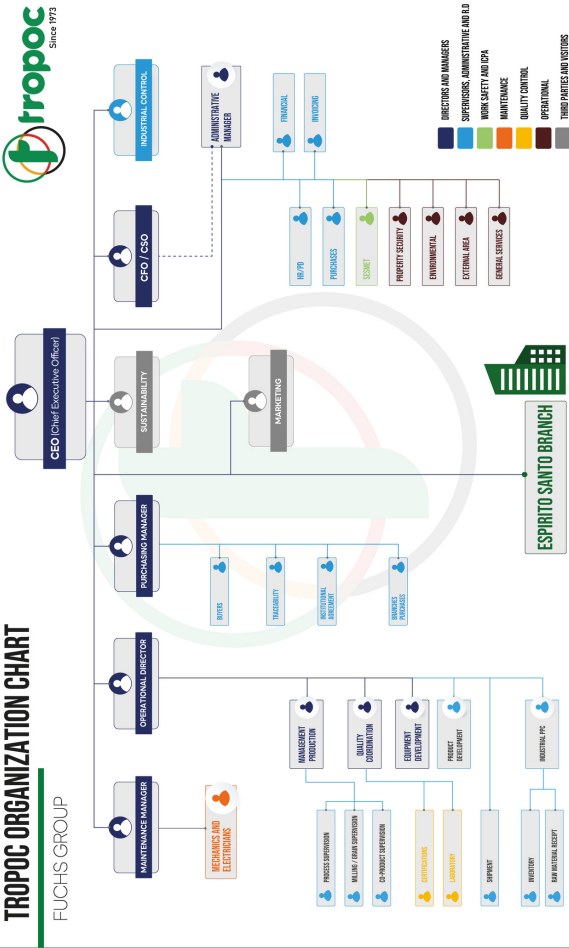 TROPOC ORGANIZATION CHART
FUCHS GROUP
tropoc
Since 1973
CEO (Chief Executive Officer)
MAINTENANCE MANAGER
OPERATIONAL DIRECTOR
PURCHASING MANAGER
SUSTAINABILITY
CFO / CSO
INDUSTRIAL CONTROL
MECHANICS AND
ELECTRICIANS
BUYERS
TRACEABILITY
INSTITUTIONAL
AGREEMENT
BRANCHES
PURCHASES
MARKETING
ADMINISTRATIVE
MANAGER
FINANCIAL
INVOICING
HR/PD
PURCHASES
SESMET
PROPERTY SECURITY
ENVIRONMENTAL
EXTERNAL AREA
GENERAL SERVICES
MANAGEMENT
PRODUCTION
QUALITY
COORDINATION
EQUIPMENT
DEVELOPMENT
PRODUCT
DEVELOPMENT
INDUSTRIAL PPC
PROCESS SUPERVISION
MILLING / GRAIN SUPERVISION
CO-PRODUCT SUPERVISION
CERTIFICATIONS
LABORATORY
SHIPMENT
INVENTORY
RAW MATERIAL RECEIPT
ESPIRITO SANTO BRANCH
DIRECTORS AND MANAGERS
SUPERVISORS, ADMINISTRATIVE AND R.D
WORK SAFETY AND ICPA
MAINTENANCE
QUALITY CONTROL
OPERATIONAL
THIRD PARTIES AND VISITORS